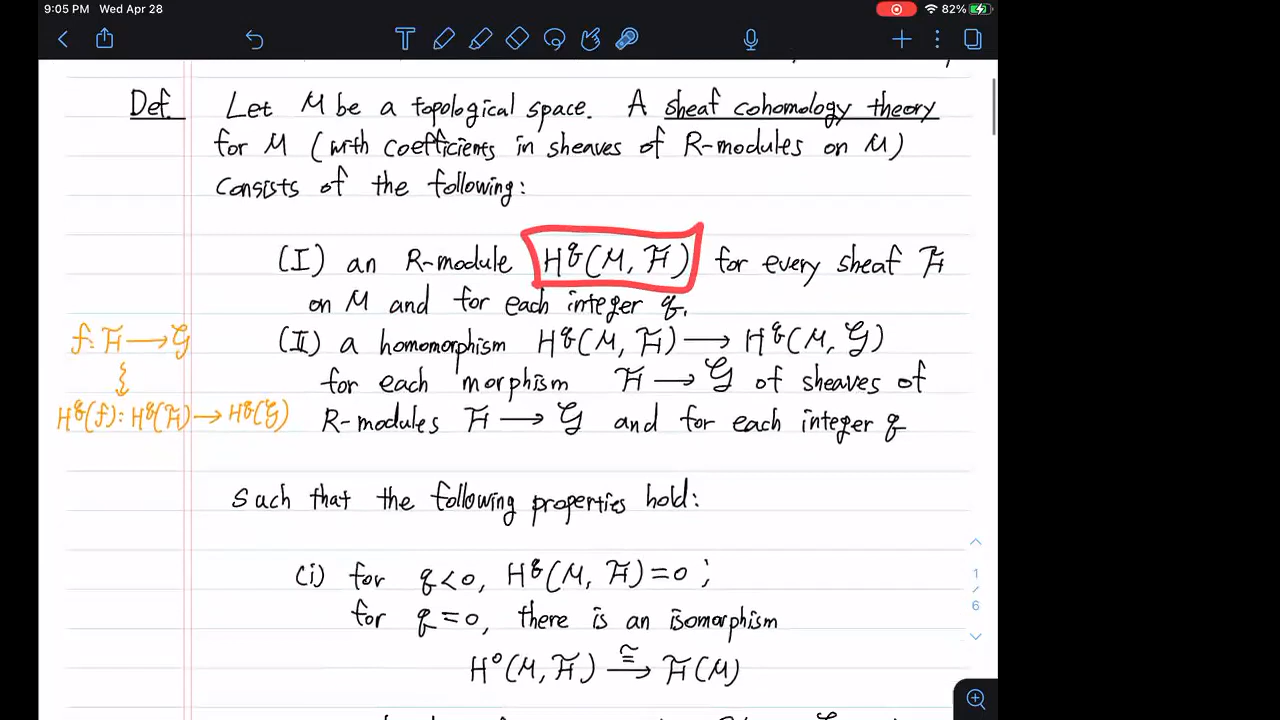 9:05 PM Wed Apr 28
82%
Def. Let M be a topological space. A sheaf cohomology theory
for M (with coefficients in sheaves of R-modules on M)
consists of the following:
(I) an R-module H^q(M, F) for every sheaf F
on M and for each integer q.
f: F → G
(II) a homomorphism H^q(M, F) → H^q(M, G)
for each morphism F → G of sheaves of
H^q(f): H^q(F) → H^q(G)
R-modules F → G and for each integer q
such that the following properties hold:
(i) for q<0, H^q(M, F)=0;
for q=0, there is an isomorphism
H^0(M, F) ≅→ F(M)
1
/
6